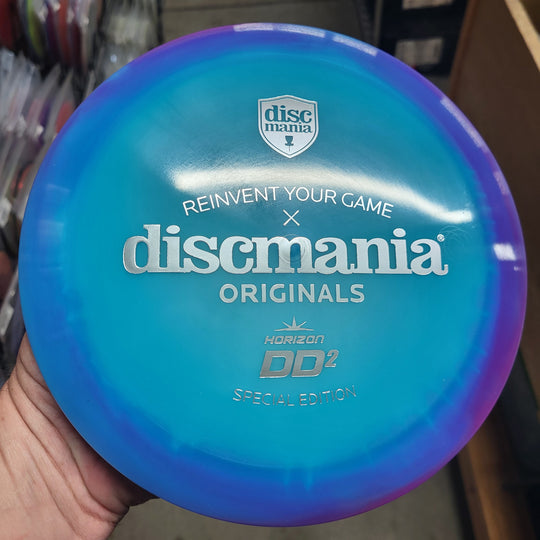 disc
mania
REINVENT YOUR GAME
X
discmania®
ORIGINALS
HORIZON
DD²
SPECIAL EDITION